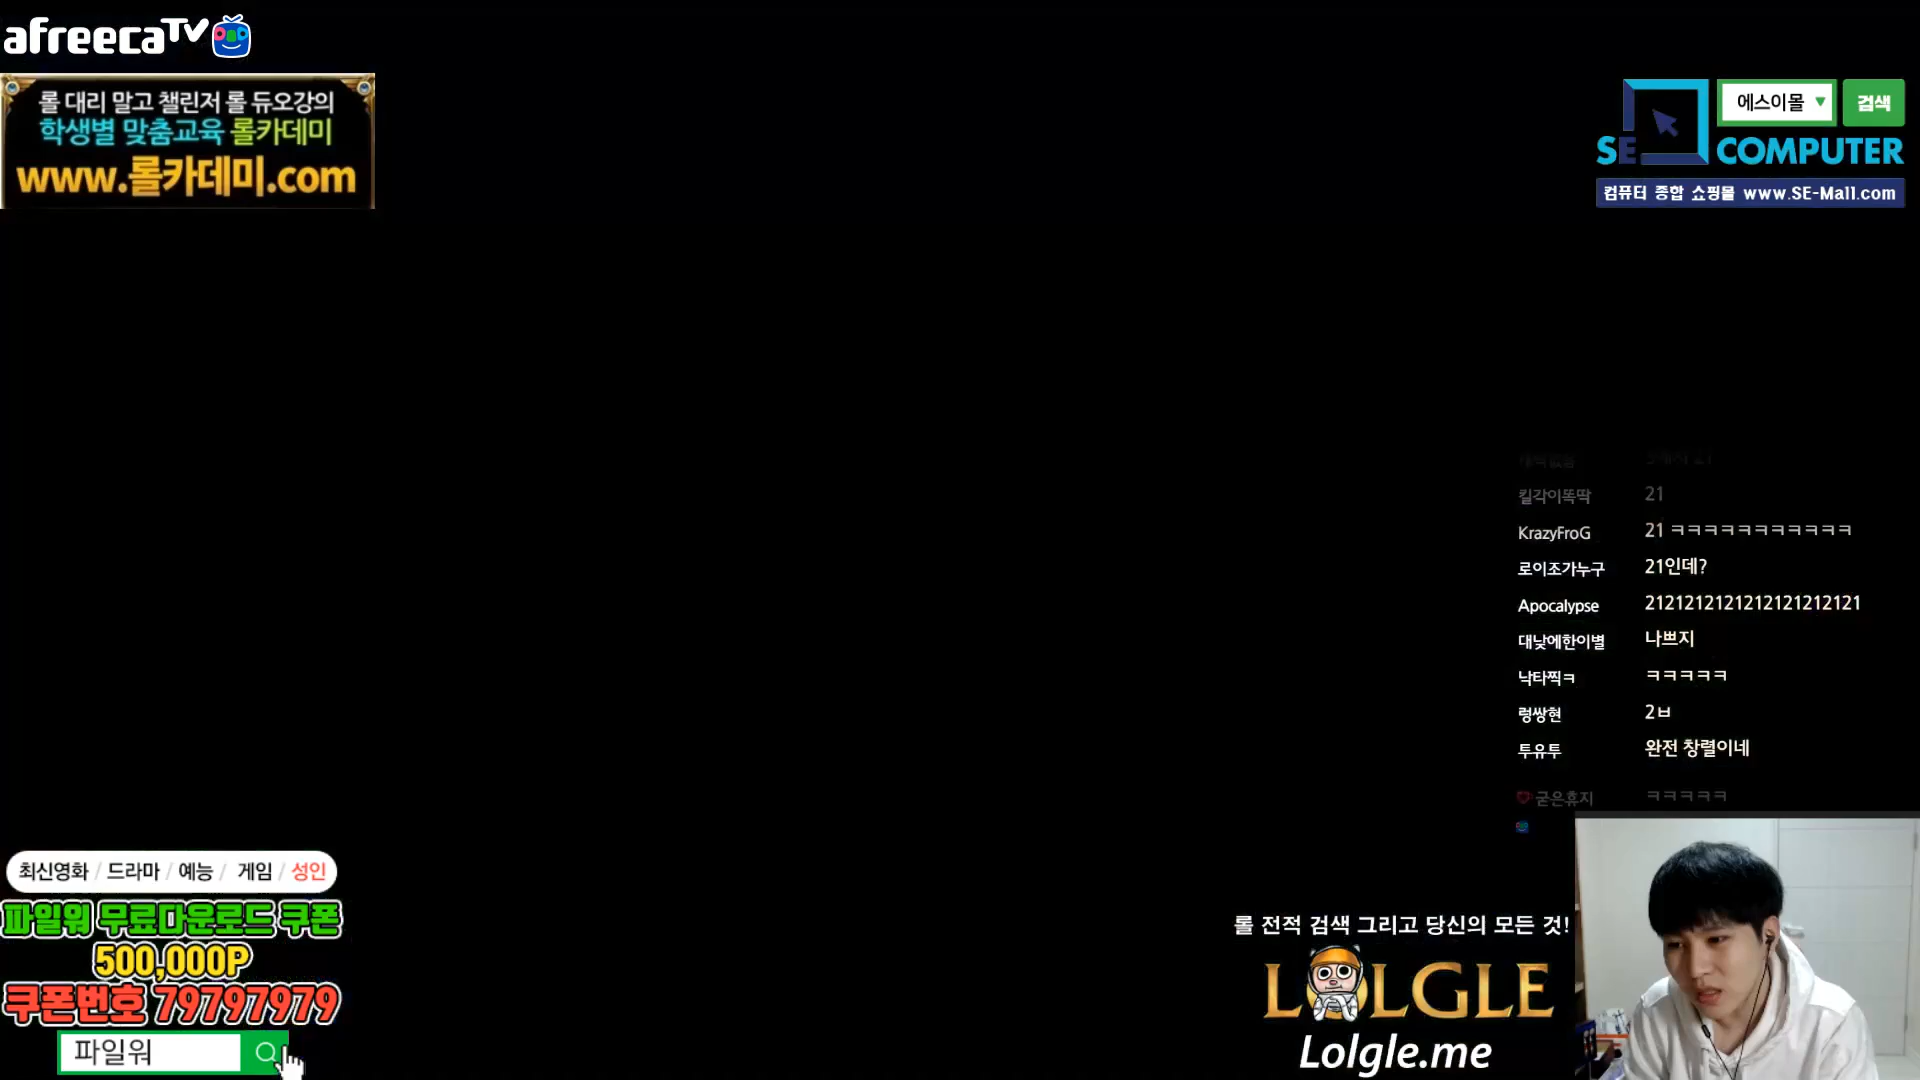 afreecaTV
롤 대리 말고 챌린저 롤 듀오강의
학생별 맞춤교육 롤카데미
www.롤카데미.com
에스이몰 ▼ 검색
SE COMPUTER
컴퓨터 종합 쇼핑몰 www.SE-Mall.com
킬각이똑딱 21
KrazyFroG 21 ㅋㅋㅋㅋㅋㅋㅋㅋㅋㅋㅋ
로이조가누구 21인데?
Apocalypse 2121212121212121212121
대낮에한이별 나쁘지
낙타찍ㅋ ㅋㅋㅋㅋㅋ
령쌍현 2ㅂ
투유투 완전 창렬이네
굳은휴지 ㅋㅋㅋㅋㅋ
최신영화 / 드라마 / 예능 / 게임 / 성인
파일워 무료다운로드 쿠폰
500,000P
쿠폰번호 79797979
파일워
롤 전적 검색 그리고 당신의 모든 것!
LOLGLE
Lolgle.me